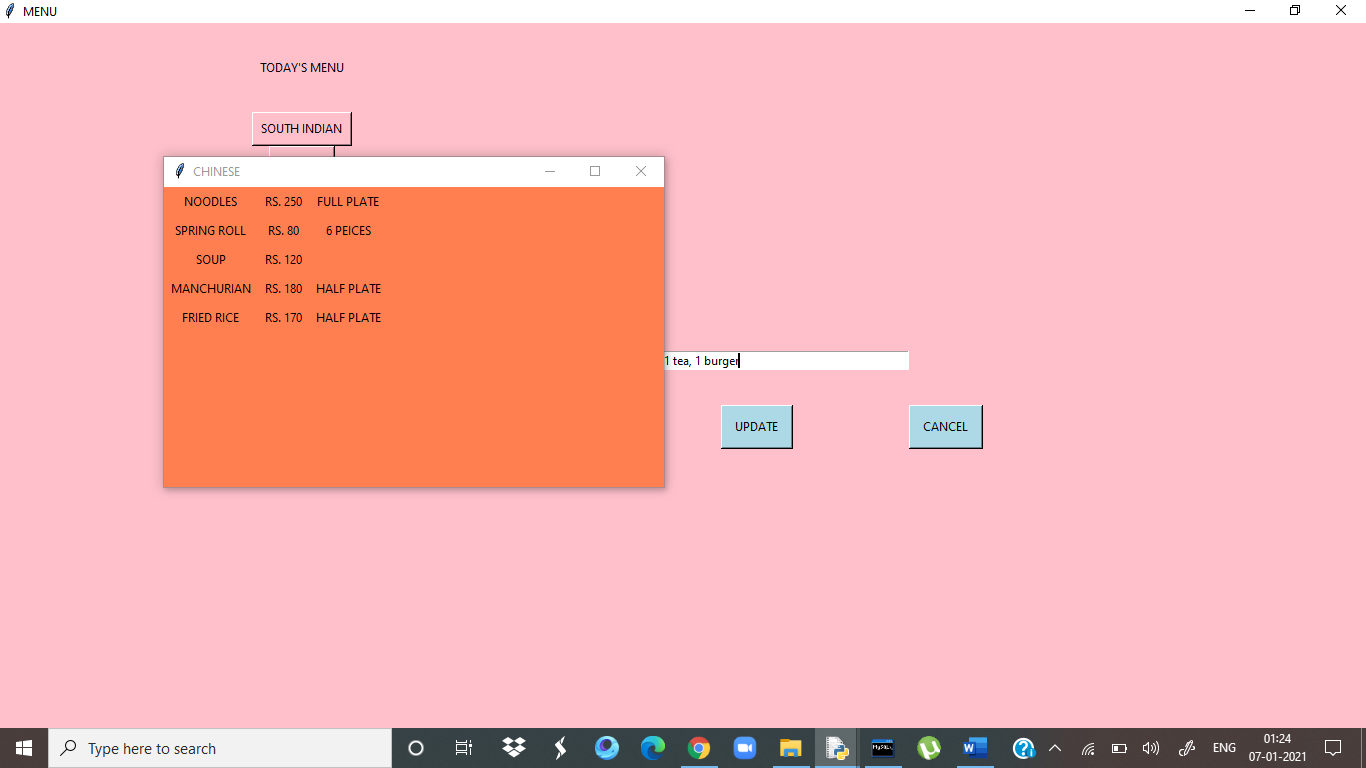 MENU
TODAY'S MENU
SOUTH INDIAN
CHINESE
NOODLES RS. 250 FULL PLATE
SPRING ROLL RS. 80 6 PEICES
SOUP RS. 120
MANCHURIAN RS. 180 HALF PLATE
FRIED RICE RS. 170 HALF PLATE
1 tea, 1 burger
UPDATE CANCEL
Type here to search
ENG
01:24
07-01-2021